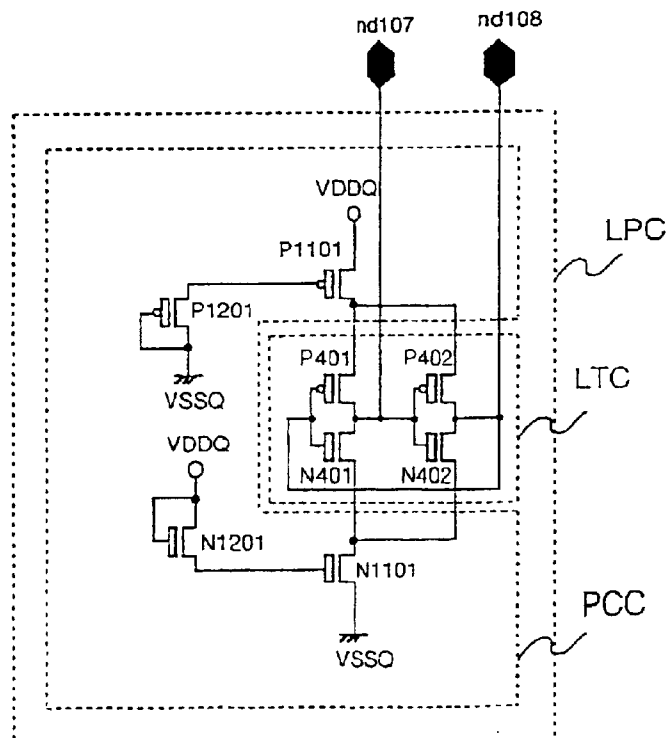 nd107 nd108
VDDQ
LPC
P1101
P1201
P401 P402
LTC
VSSQ
VDDQ
N401 N402
N1201
N1101
PCC
VSSQ